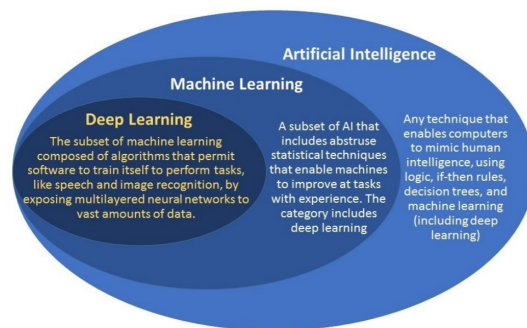 Artificial Intelligence
Machine Learning
Deep Learning
The subset of machine learning
composed of algorithms that permit
software to train itself to perform tasks,
like speech and image recognition, by
exposing multilayered neural networks to
vast amounts of data.
A subset of AI that
includes abstruse
statistical techniques
that enable machines
to improve at tasks
with experience. The
category includes
deep learning
Any technique that
enables computers
to mimic human
intelligence, using
logic, if-then rules,
decision trees, and
machine learning
(including deep
learning)